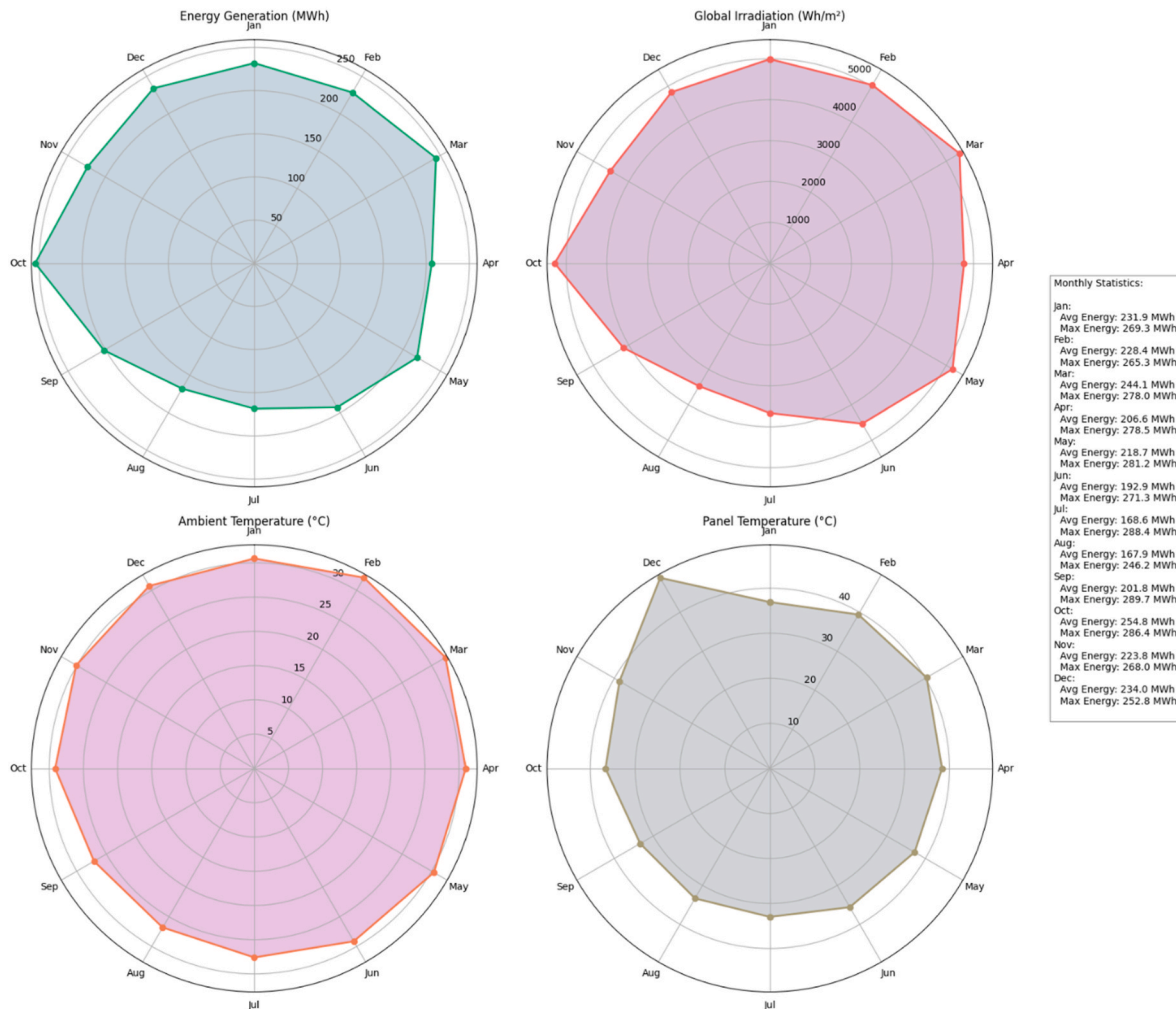 Energy Generation (MWh)
Jan
Feb
Mar
Apr
May
Jun
Jul
Aug
Sep
Oct
Nov
Dec
50
100
150
200
250
Global Irradiation (Wh/m²)
Jan
Feb
Mar
Apr
May
Jun
Jul
Aug
Sep
Oct
Nov
Dec
1000
2000
3000
4000
5000
Ambient Temperature (°C)
Jan
Feb
Mar
Apr
May
Jun
Jul
Aug
Sep
Oct
Nov
Dec
5
10
15
20
25
30
Panel Temperature (°C)
Jan
Feb
Mar
Apr
May
Jun
Jul
Aug
Sep
Oct
Nov
Dec
10
20
30
40
Monthly Statistics:
Jan:
Avg Energy: 231.9 MWh
Max Energy: 269.3 MWh
Feb:
Avg Energy: 228.4 MWh
Max Energy: 265.3 MWh
Mar:
Avg Energy: 244.1 MWh
Max Energy: 278.0 MWh
Apr:
Avg Energy: 206.6 MWh
Max Energy: 278.5 MWh
May:
Avg Energy: 218.7 MWh
Max Energy: 281.2 MWh
Jun:
Avg Energy: 192.9 MWh
Max Energy: 271.3 MWh
Jul:
Avg Energy: 168.6 MWh
Max Energy: 288.4 MWh
Aug:
Avg Energy: 167.9 MWh
Max Energy: 246.2 MWh
Sep:
Avg Energy: 201.8 MWh
Max Energy: 289.7 MWh
Oct:
Avg Energy: 254.8 MWh
Max Energy: 286.4 MWh
Nov:
Avg Energy: 223.8 MWh
Max Energy: 268.0 MWh
Dec:
Avg Energy: 234.0 MWh
Max Energy: 252.8 MWh